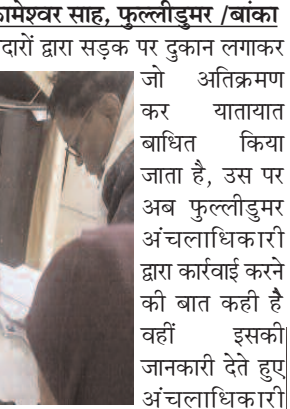 कामेश्वर साह, फुल्लीडुमर /बांका
दारों द्वारा सड़क पर दुकान लगाकर
जो अतिक्रमण
कर यातायात
बाधित किया
जाता है, उस पर
अब फुल्लीडुमर
अंचलाधिकारी
द्वारा कार्रवाई करने
की बात कही है
वहीं इसकी
जानकारी देते हुए
अंचलाधिकारी